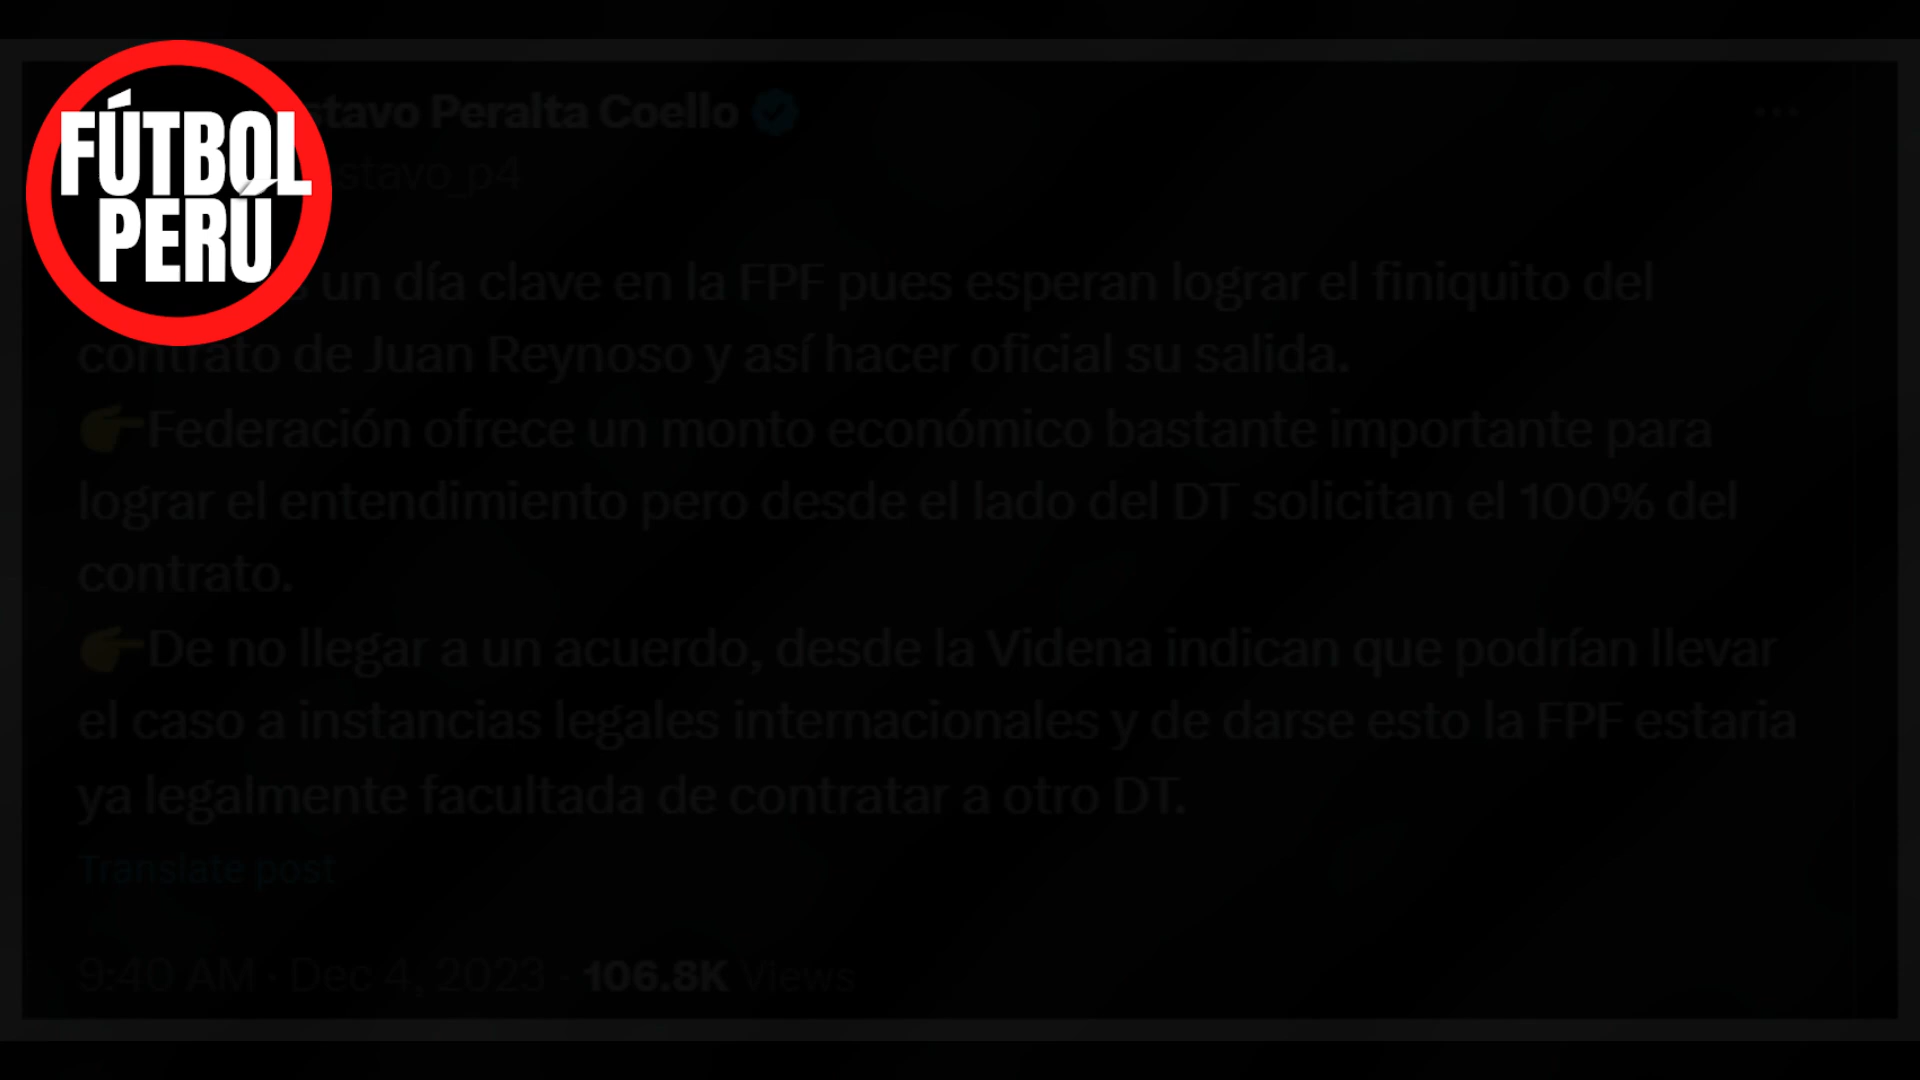 FÚTBOL
PERÚ
stavo Peralta Coello
stavo_p4
un día clave en la FPF pues esperan lograr el finiquito del
contrato de Juan Reynoso y así hacer oficial su salida.
👉Federación ofrece un monto económico bastante importante para
lograr el entendimiento pero desde el lado del DT solicitan el 100% del
contrato.
👉De no llegar a un acuerdo, desde la Videna indican que podrían llevar
el caso a instancias legales internacionales y de darse esto la FPF estaria
ya legalmente facultada de contratar a otro DT.
Translate post
9:40 AM · Dec 4, 2023 · 106.8K Views